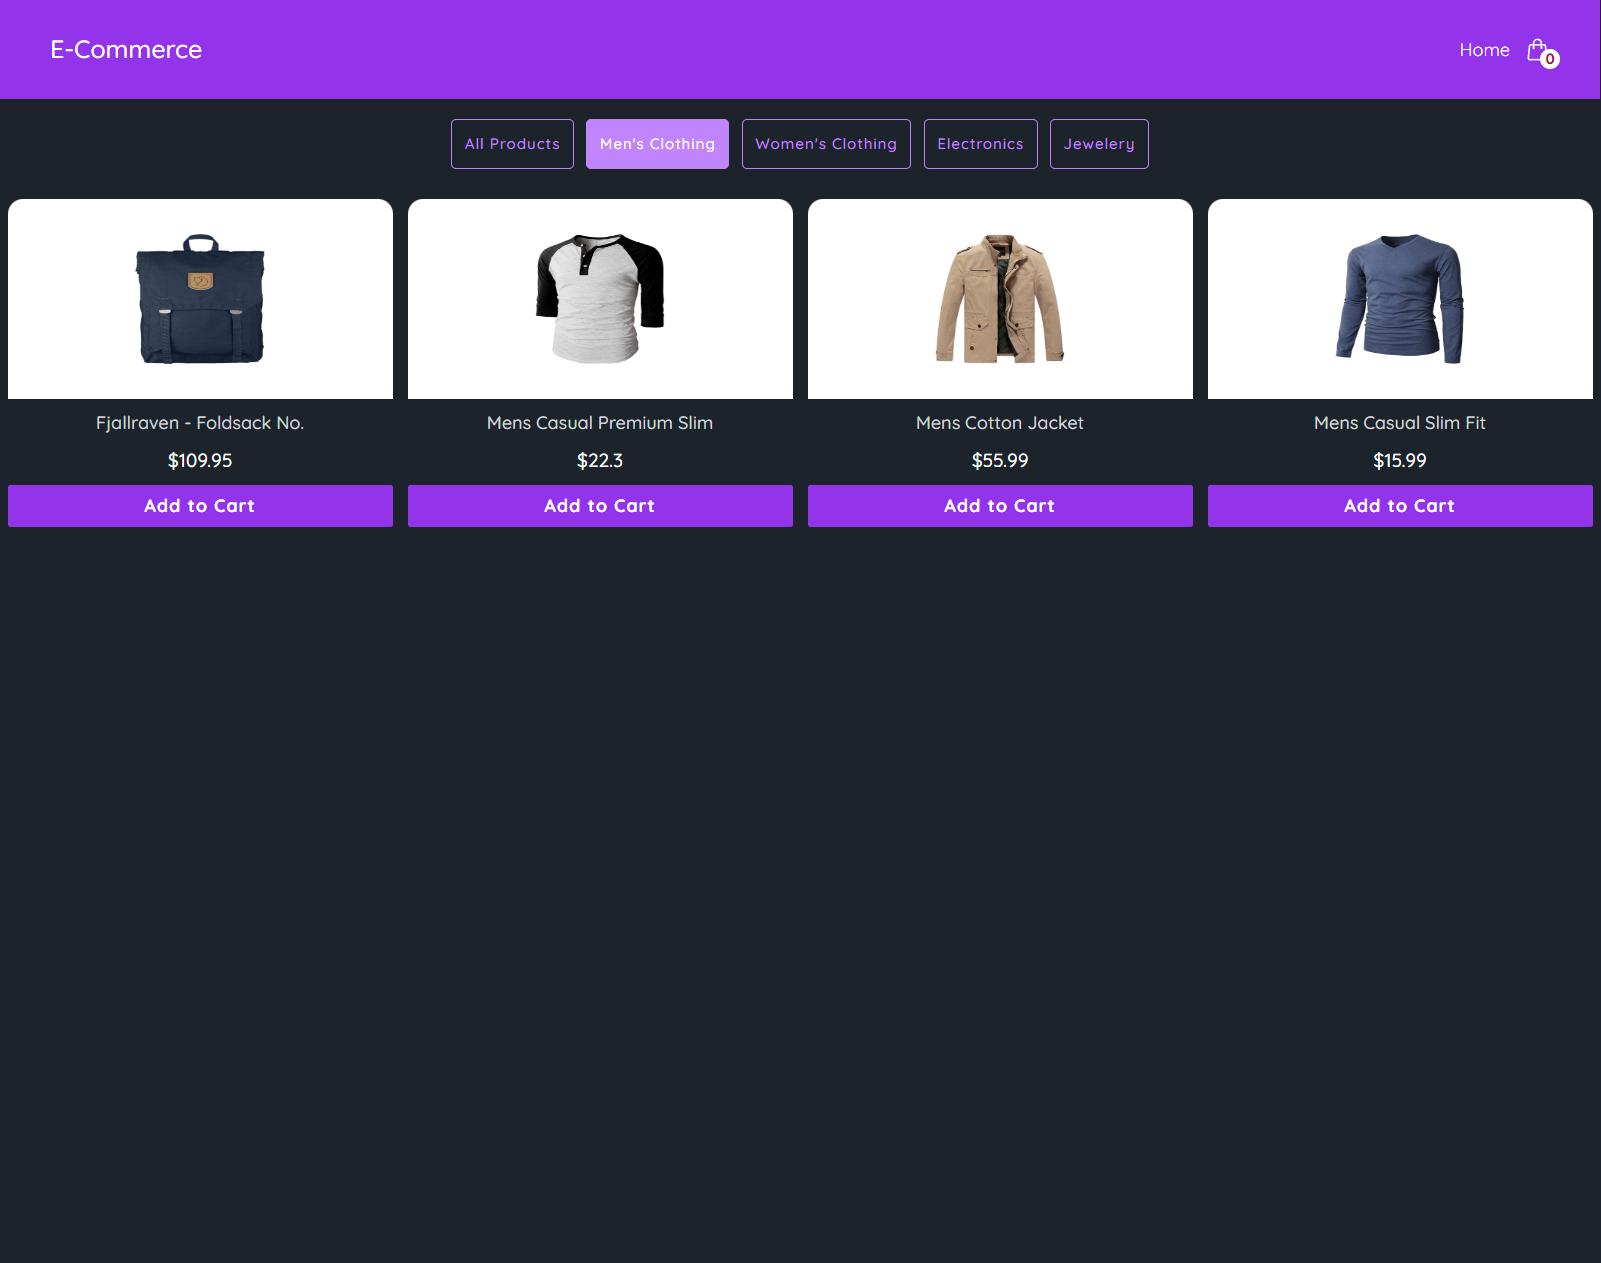 E-Commerce
Home
0
All Products
Men's Clothing
Women's Clothing
Electronics
Jewelery
Fjallraven - Foldsack No.
$109.95
Add to Cart
Mens Casual Premium Slim
$22.3
Add to Cart
Mens Cotton Jacket
$55.99
Add to Cart
Mens Casual Slim Fit
$15.99
Add to Cart